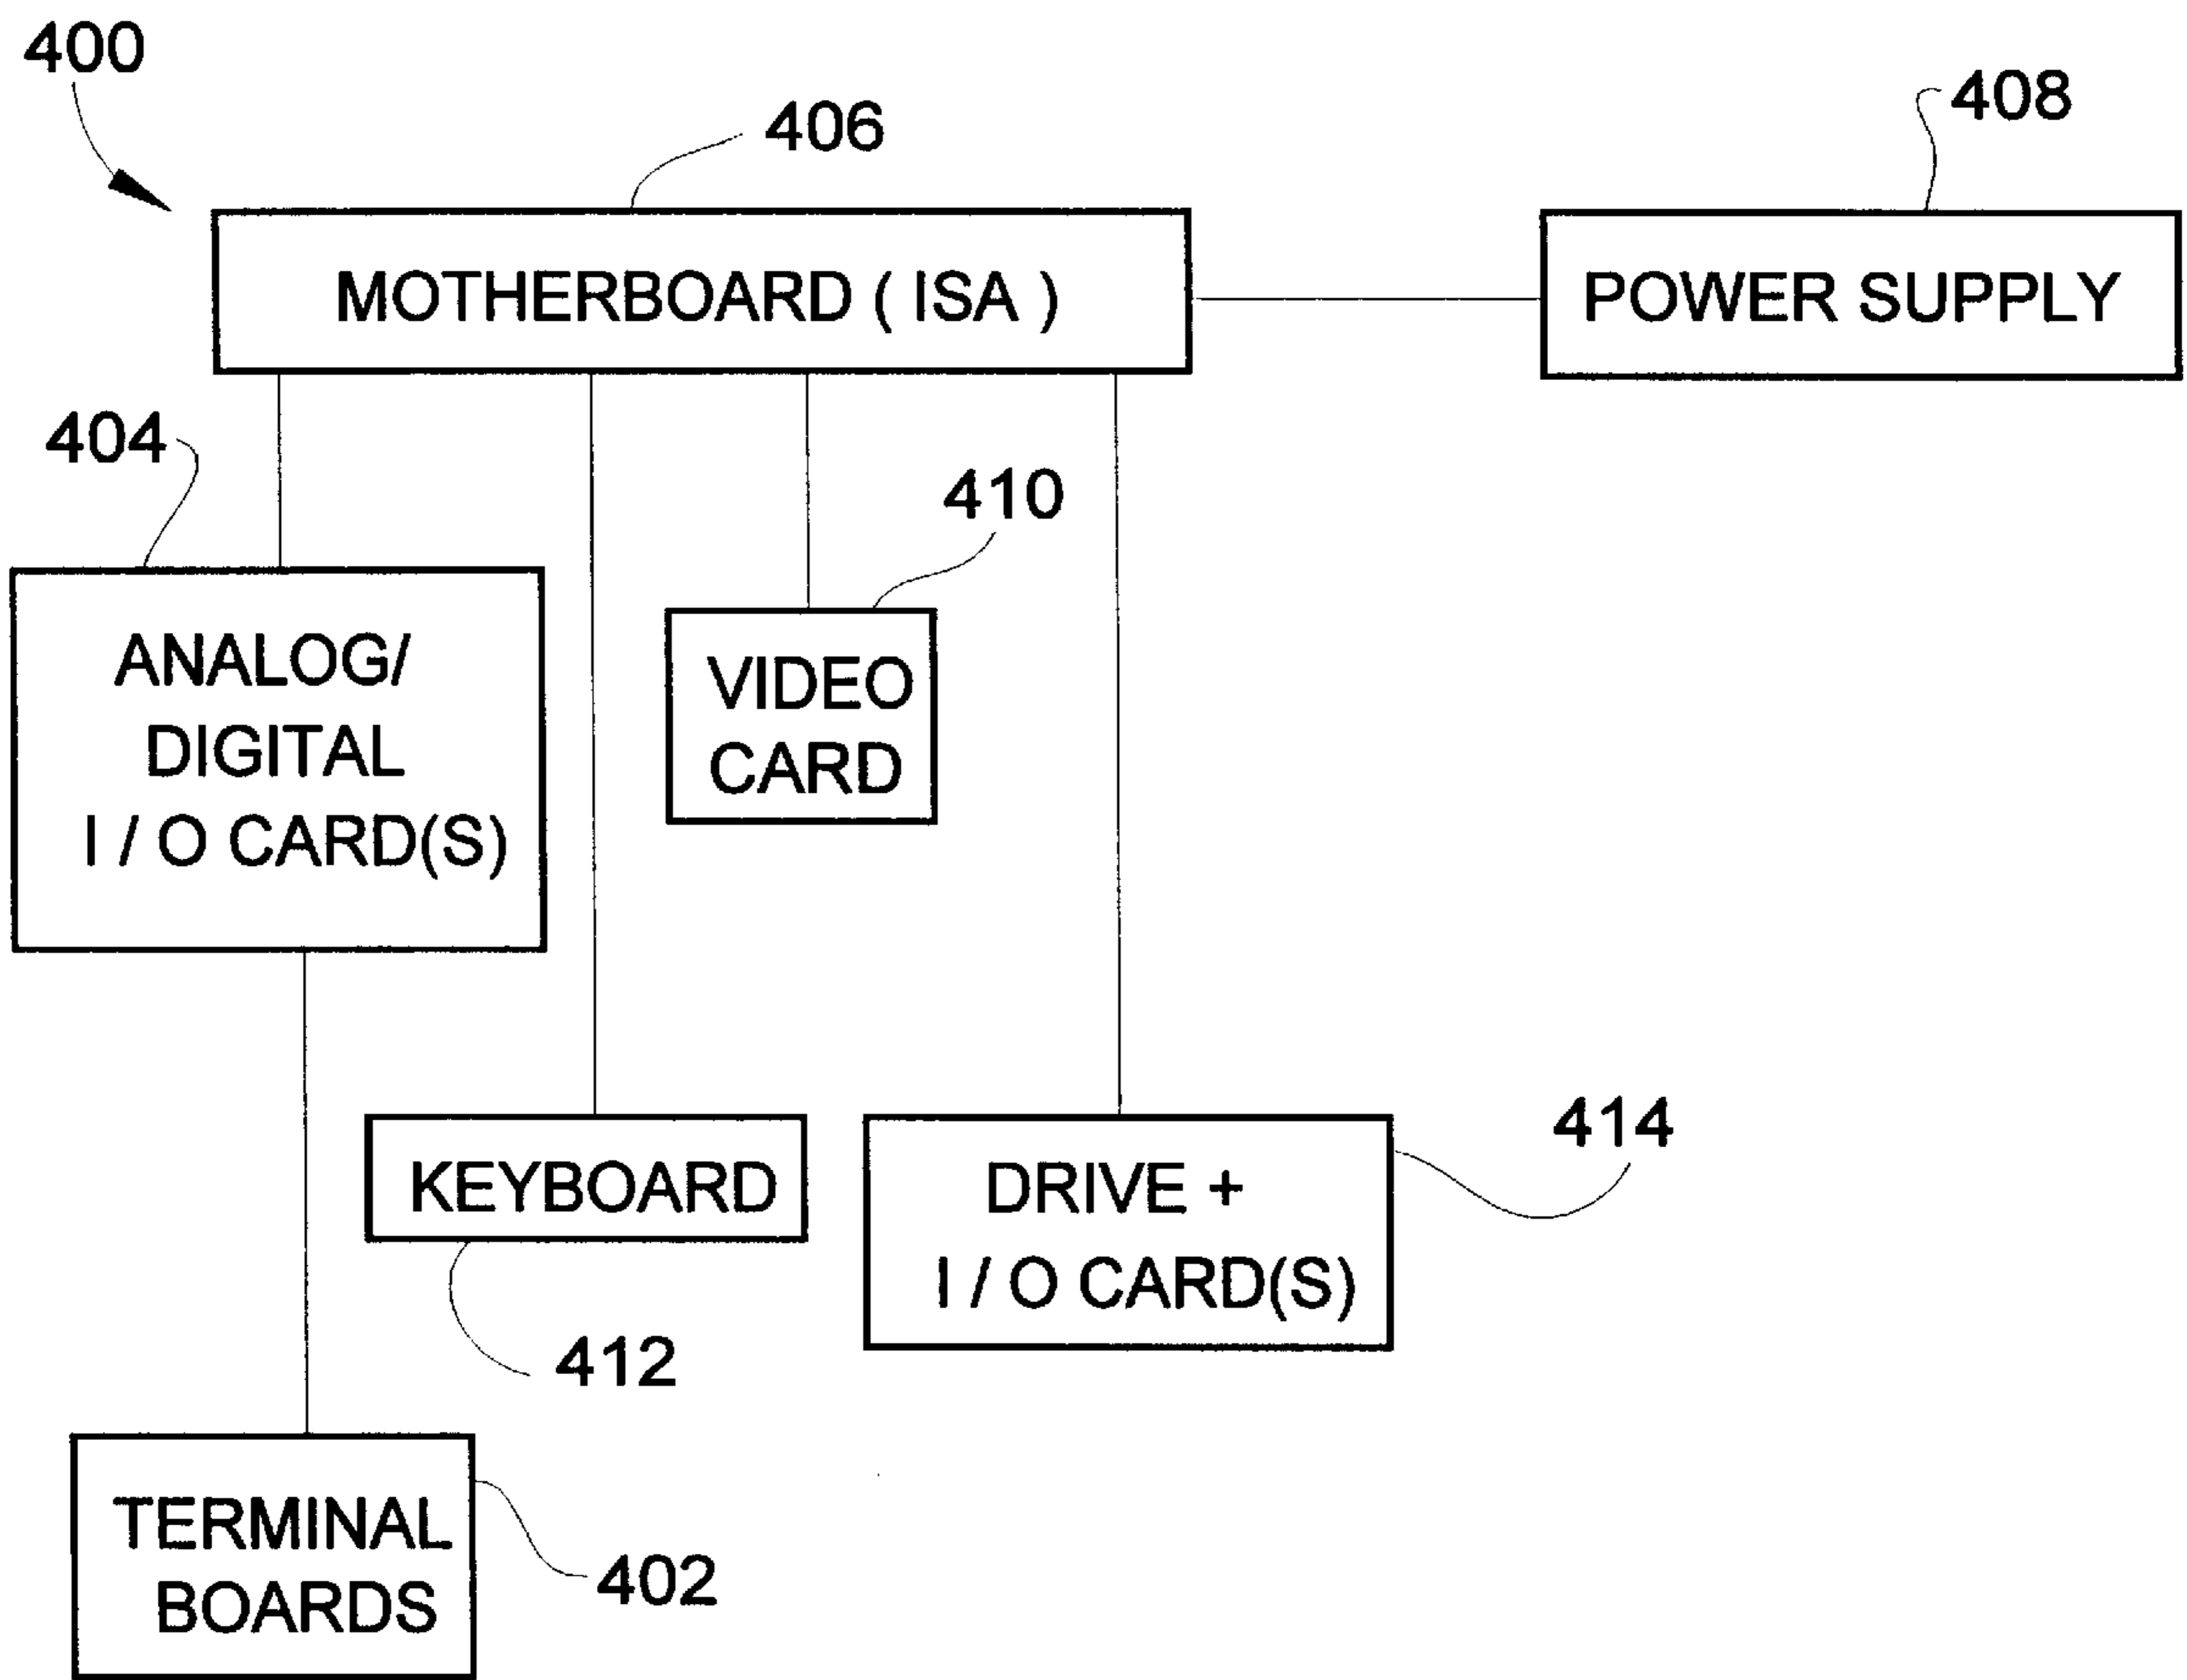 400
406
408
MOTHERBOARD ( ISA )
POWER SUPPLY
404
410
ANALOG/
DIGITAL
I / O CARD(S)
VIDEO
CARD
414
KEYBOARD
DRIVE +
I / O CARD(S)
412
TERMINAL
BOARDS
402